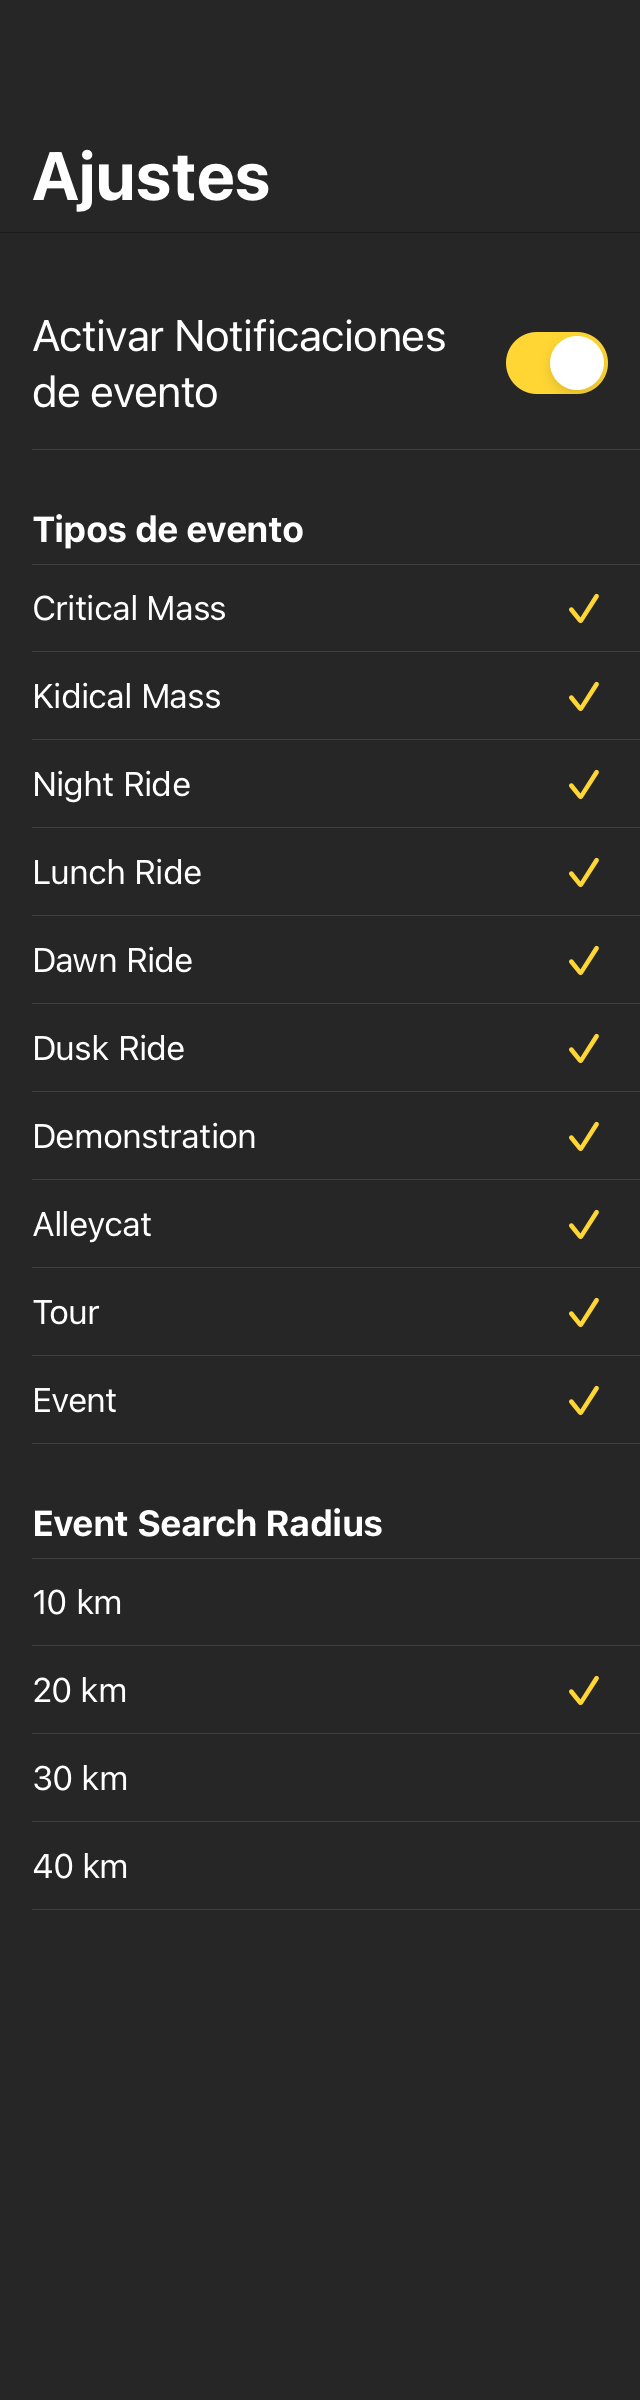 Ajustes
Activar Notificaciones
de evento
Tipos de evento
Critical Mass
Kidical Mass
Night Ride
Lunch Ride
Dawn Ride
Dusk Ride
Demonstration
Alleycat
Tour
Event
Event Search Radius
10 km
20 km
30 km
40 km